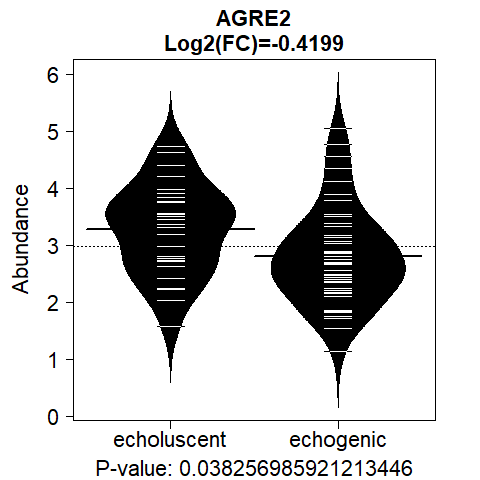 AGRE2
Log2(FC)=-0.4199
Abundance
6
5
4
3
2
1
0
echoluscent echogenic
P-value: 0.038256985921213446